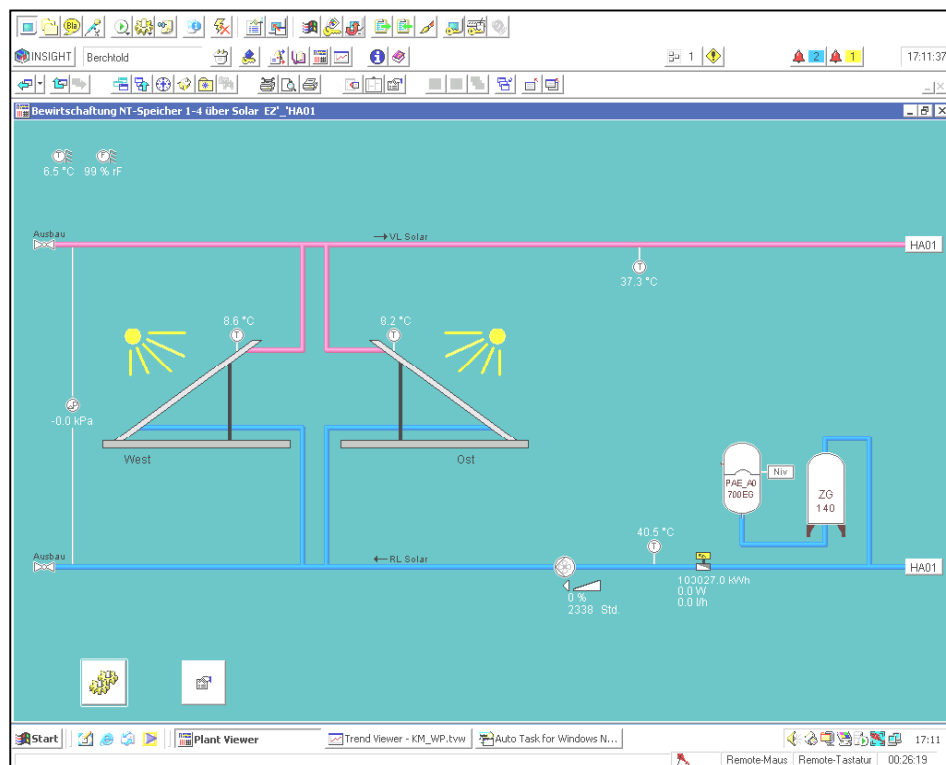 Bla
INSIGHT Berchtold 1 2 1 17:11:37
Bewirtschaftung NT-Speicher 1-4 über Solar EZ'_'HA01
T F
6.5 °C 99 % rF
Ausbau
→VL Solar
HA01
T
37.3 °C
8.6 °C 8.2 °C
T T
-0.0 kPa
West Ost
PAE_A0
700EG
Niv
ZG
140
40.5 °C
T
Ausbau
←RL Solar
HA01
103027.0 kWh
0.0 W
0.0 l/h
0 %
2338 Std.
Start Plant Viewer Trend Viewer - KM_WP.tvw Auto Task for Windows N... 17:11
Remote-Maus Remote-Tastatur 00:26:19